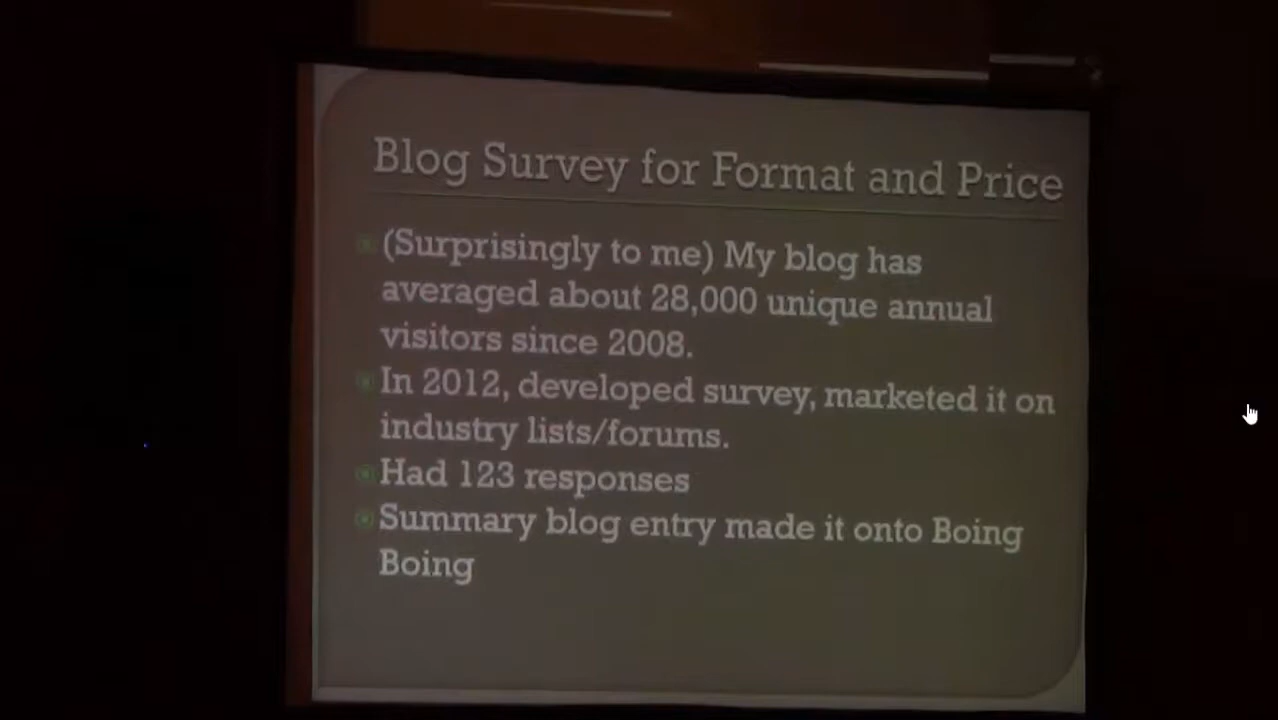 Blog Survey for Format and Price
(Surprisingly to me) My blog has
averaged about 28,000 unique annual
visitors since 2008.
In 2012, developed survey, marketed it on
industry lists/forums.
Had 123 responses
Summary blog entry made it onto Boing
Boing